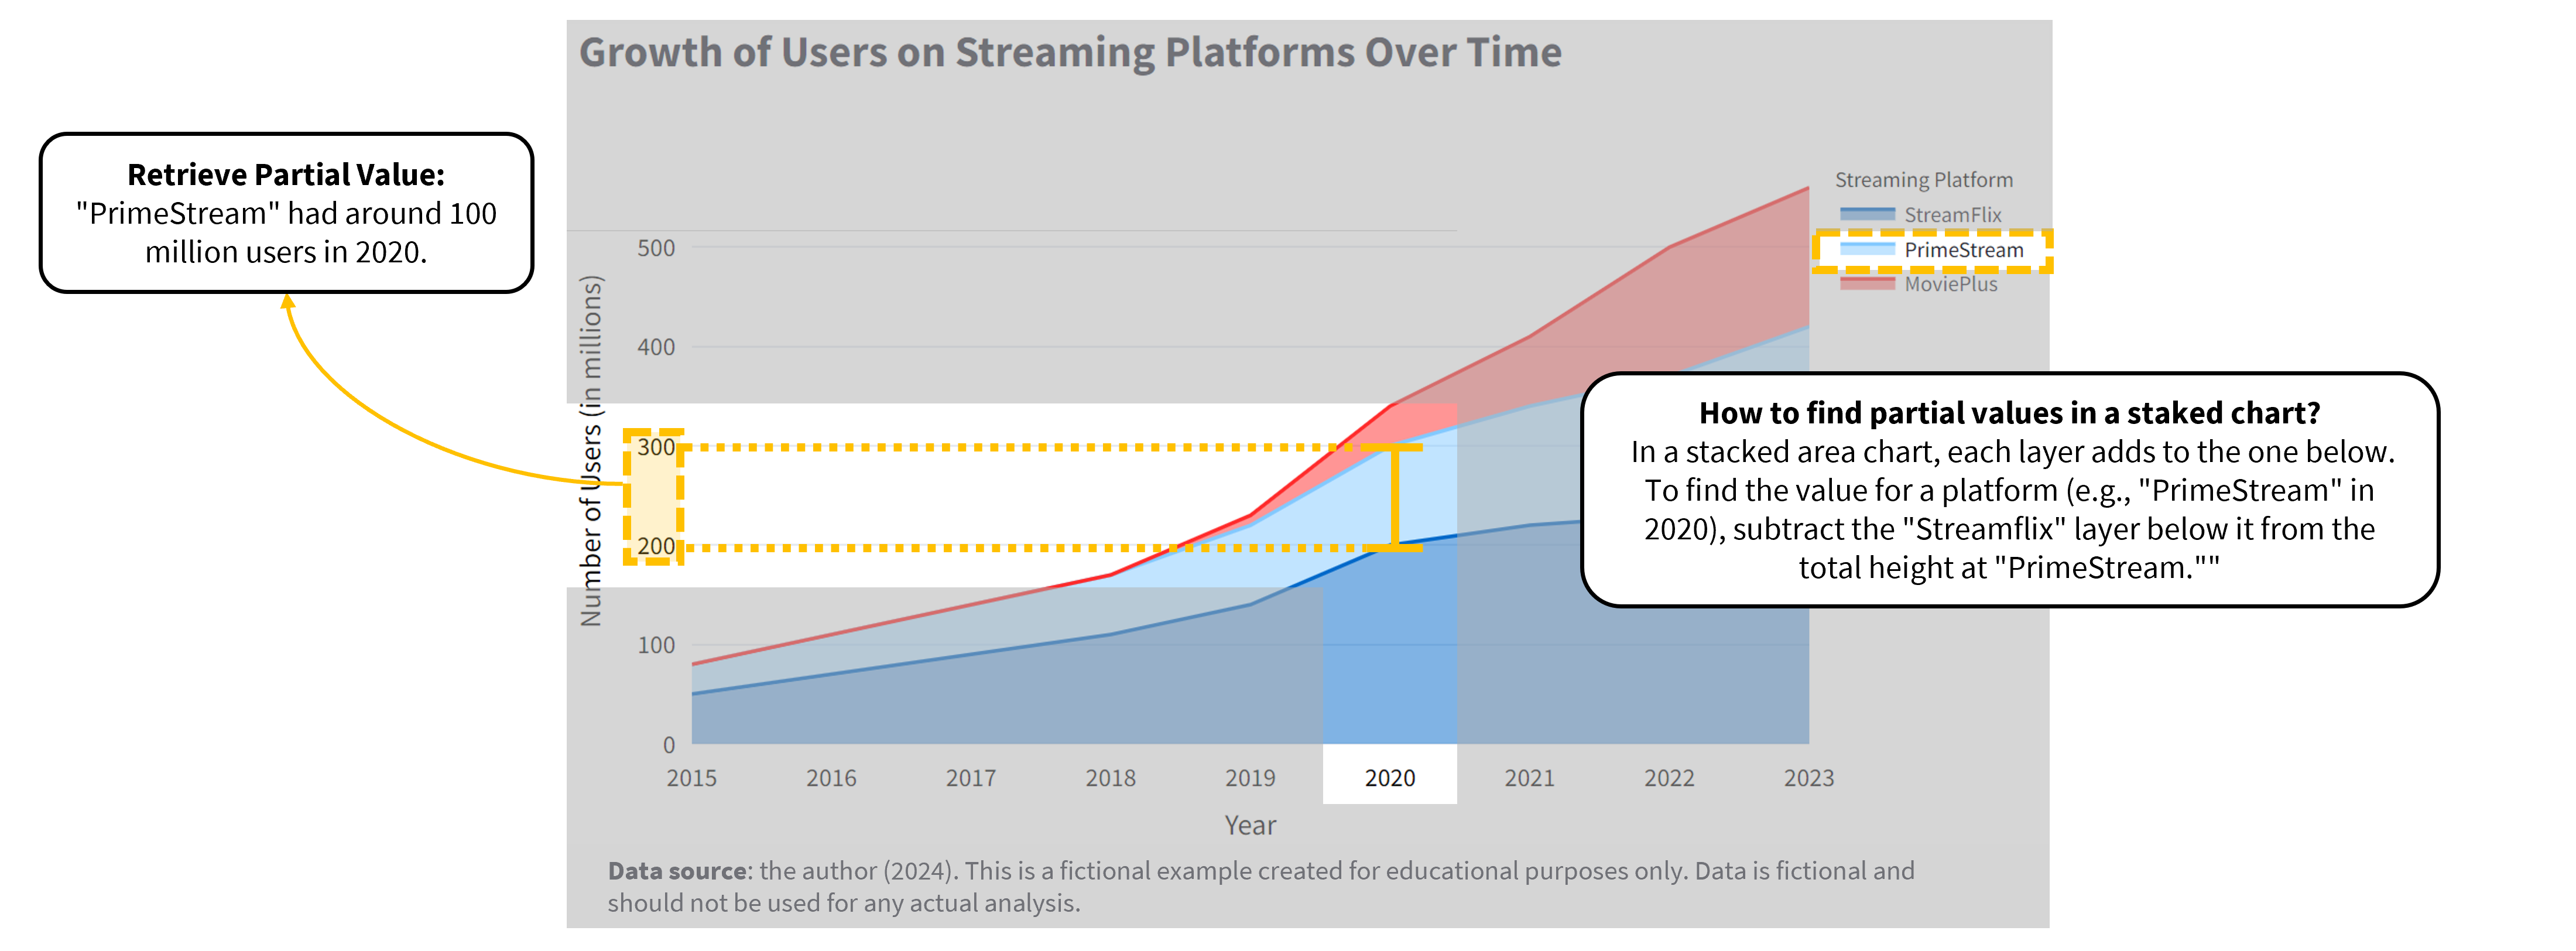 Growth of Users on Streaming Platforms Over Time
Retrieve Partial Value:
"PrimeStream" had around 100
million users in 2020.
Streaming Platform
StreamFlix
PrimeStream
MoviePlus
Number of Users (in millions)
500
400
300
200
100
0
How to find partial values in a staked chart?
In a stacked area chart, each layer adds to the one below.
To find the value for a platform (e.g., "PrimeStream" in
2020), subtract the "Streamflix" layer below it from the
total height at "PrimeStream.""
2015 2016 2017 2018 2019 2020 2021 2022 2023
Year
Data source: the author (2024). This is a fictional example created for educational purposes only. Data is fictional and
should not be used for any actual analysis.